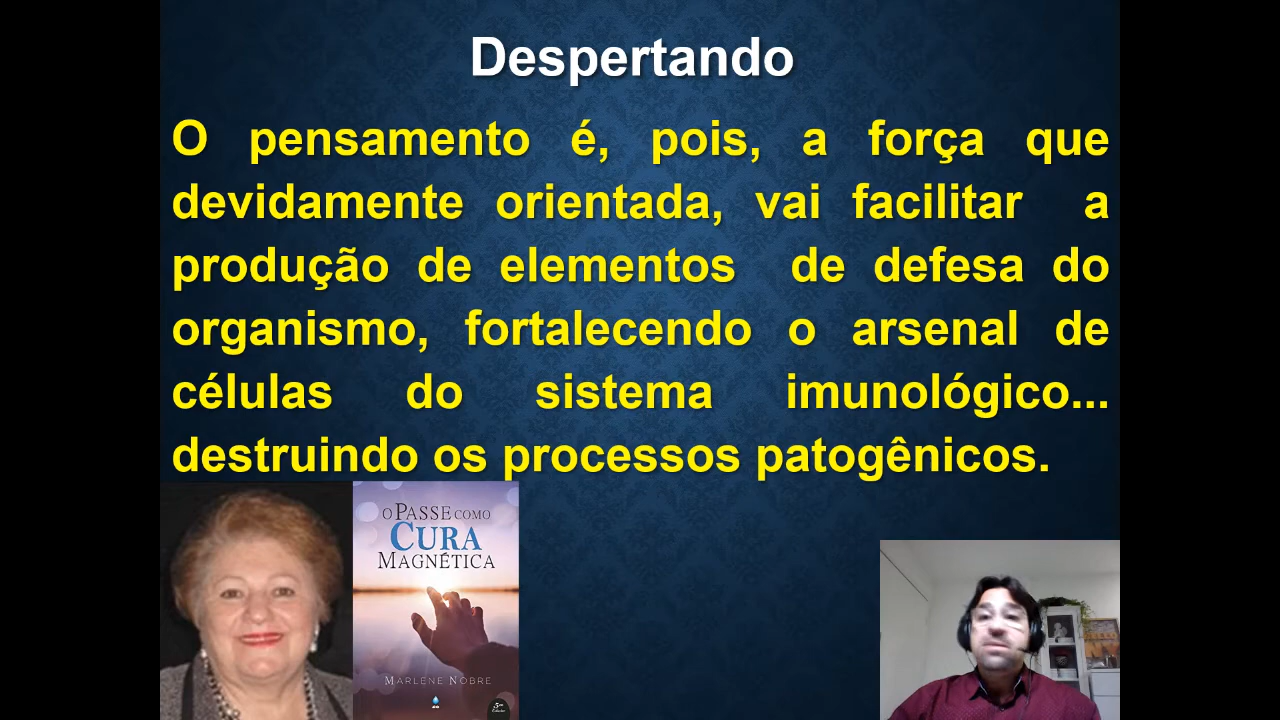 Despertando
O pensamento é, pois, a força que
devidamente orientada, vai facilitar a
produção de elementos de defesa do
organismo, fortalecendo o arsenal de
células do sistema imunológico...
destruindo os processos patogênicos.
O PASSE COMO
CURA
MAGNÉTICA
MARLENE NOBRE